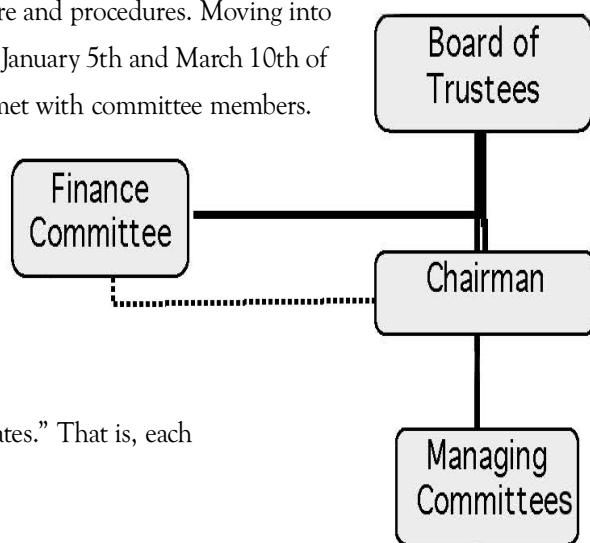 re and procedures. Moving into
January 5th and March 10th of
met with committee members.
Board of
Trustees
Finance
Committee
Chairman
ates.” That is, each
Managing
Committees